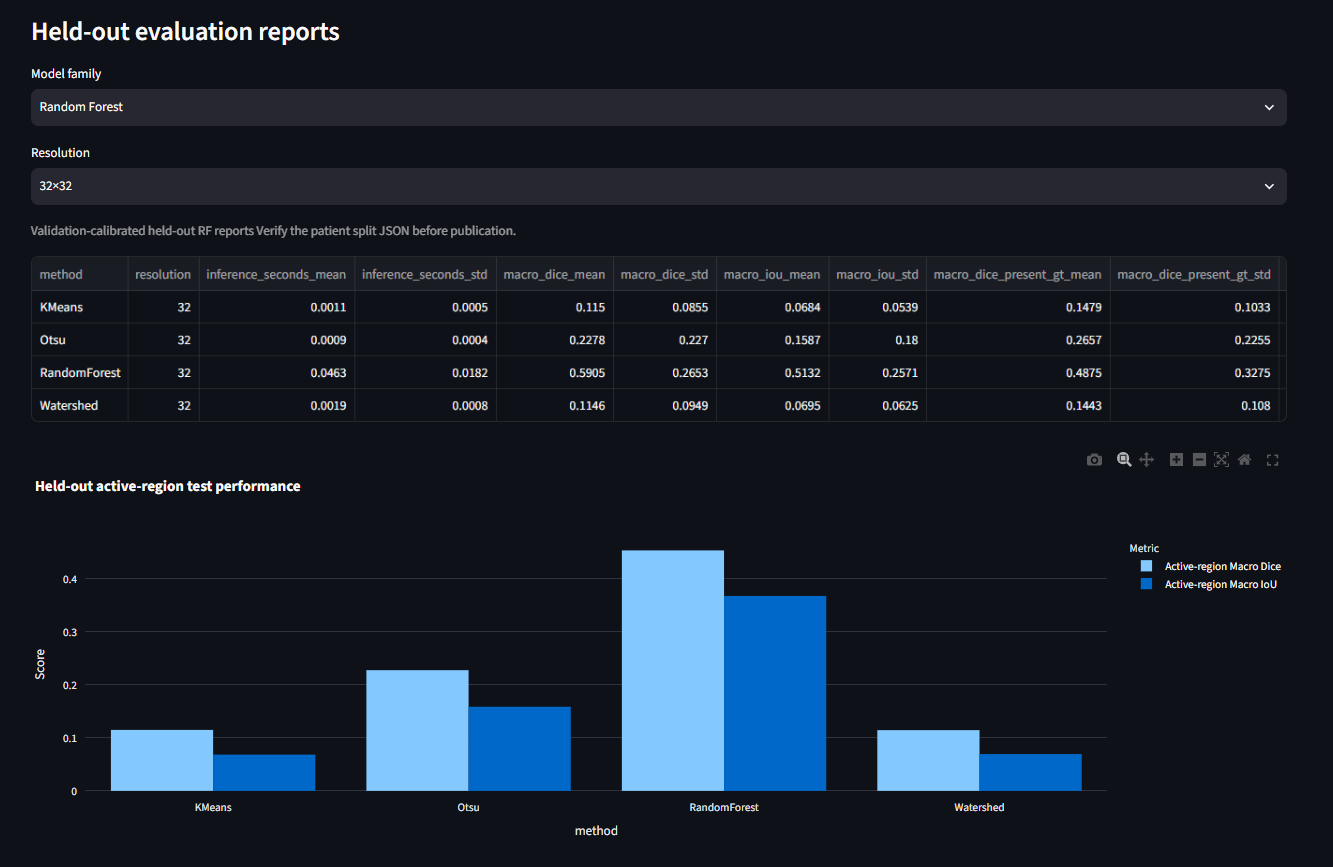 Held-out evaluation reports
Model family
Random Forest
Resolution
32×32
Validation-calibrated held-out RF reports Verify the patient split JSON before publication.
method resolution inference_seconds_mean inference_seconds_std macro_dice_mean macro_dice_std macro_iou_mean macro_iou_std macro_dice_present_gt_mean macro_dice_present_gt_std
KMeans 32 0.0011 0.0005 0.115 0.0855 0.0684 0.0539 0.1479 0.1033
Otsu 32 0.0009 0.0004 0.2278 0.227 0.1587 0.18 0.2657 0.2255
RandomForest 32 0.0463 0.0182 0.5905 0.2653 0.5132 0.2571 0.4875 0.3275
Watershed 32 0.0019 0.0008 0.1146 0.0949 0.0695 0.0625 0.1443 0.108
Held-out active-region test performance
Metric
Active-region Macro Dice
Active-region Macro IoU
Score
0.4
0.3
0.2
0.1
0
KMeans Otsu RandomForest Watershed
method